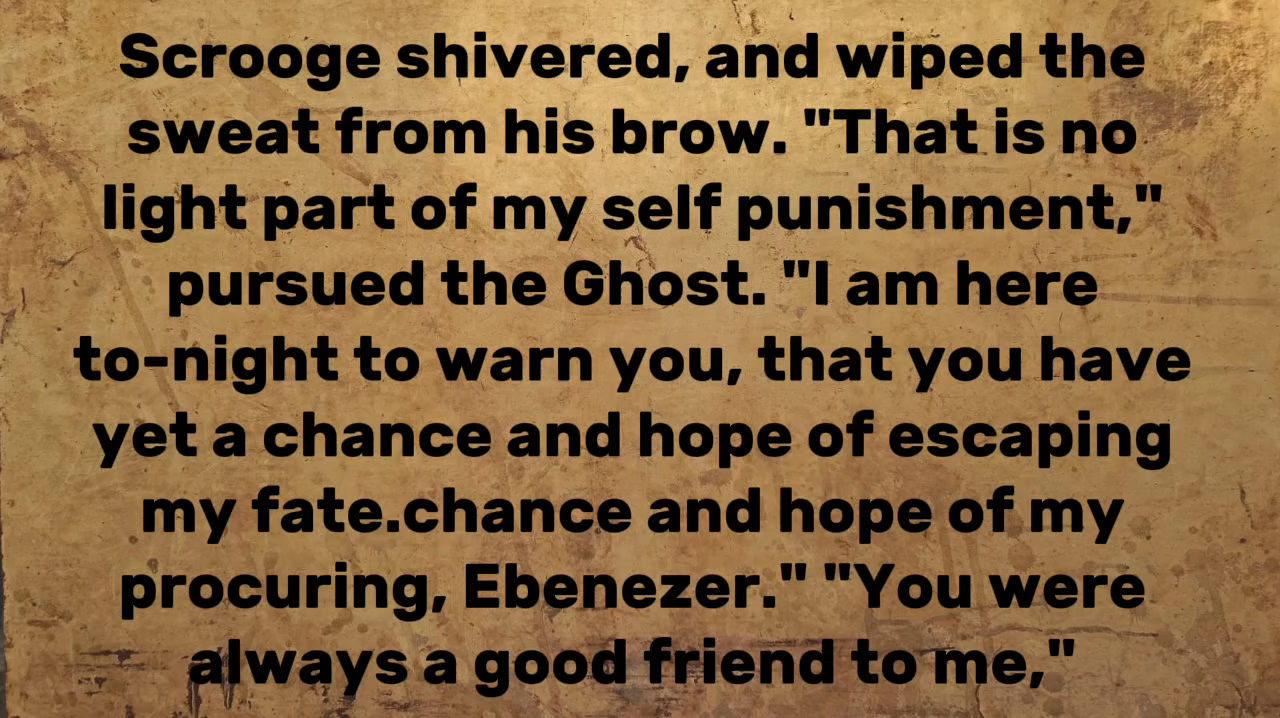 Scrooge shivered, and wiped the
sweat from his brow. "That is no
light part of my self punishment,"
pursued the Ghost. "I am here
to-night to warn you, that you have
yet a chance and hope of escaping
my fate.chance and hope of my
procuring, Ebenezer." "You were
always a good friend to me,"